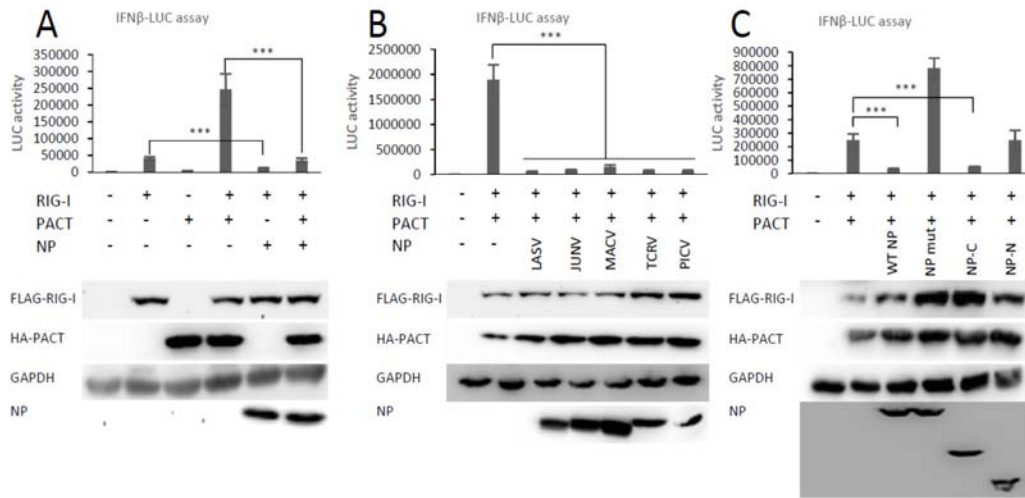 A
IFNβ-LUC assay
LUC activity
350000
300000
250000
200000
150000
100000
50000
0
***
***
RIG-I - + - + + +
PACT - - + + - +
NP - - - - + +
FLAG-RIG-I
HA-PACT
GAPDH
NP
B
IFNβ-LUC assay
LUC activity
2500000
2000000
1500000
1000000
500000
0
***
RIG-I - + + + + + +
PACT - + + + + + +
NP - - LASV JUNV MACV TCRV PICV
FLAG-RIG-I
HA-PACT
GAPDH
NP
C
IFNβ-LUC assay
LUC activity
900000
800000
700000
600000
500000
400000
300000
200000
100000
0
***
***
RIG-I - + + + + +
PACT - + + + + +
WT NP NP mut NP-C NP-N
FLAG-RIG-I
HA-PACT
GAPDH
NP